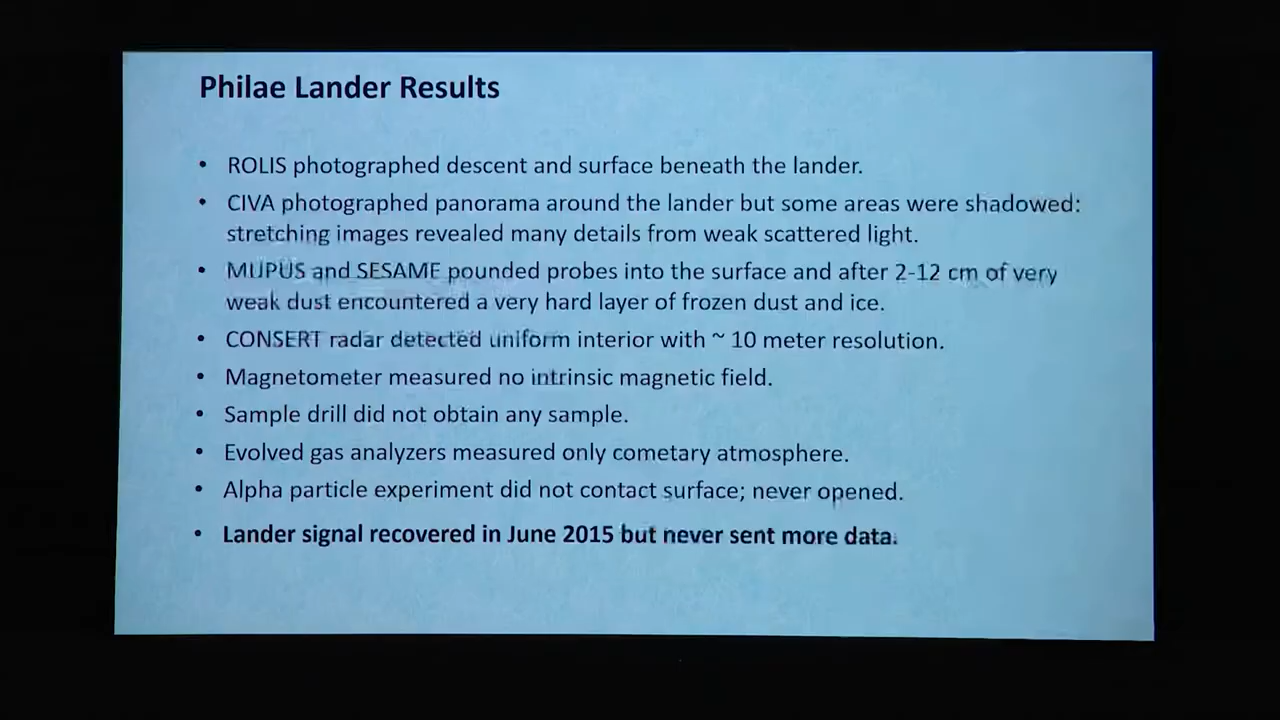 Philae Lander Results
• ROLIS photographed descent and surface beneath the lander.
• CIVA photographed panorama around the lander but some areas were shadowed:
stretching images revealed many details from weak scattered light.
• MUPUS and SESAME pounded probes into the surface and after 2-12 cm of very
weak dust encountered a very hard layer of frozen dust and ice.
• CONSERT radar detected uniform interior with ~ 10 meter resolution.
• Magnetometer measured no intrinsic magnetic field.
• Sample drill did not obtain any sample.
• Evolved gas analyzers measured only cometary atmosphere.
• Alpha particle experiment did not contact surface; never opened.
• Lander signal recovered in June 2015 but never sent more data.